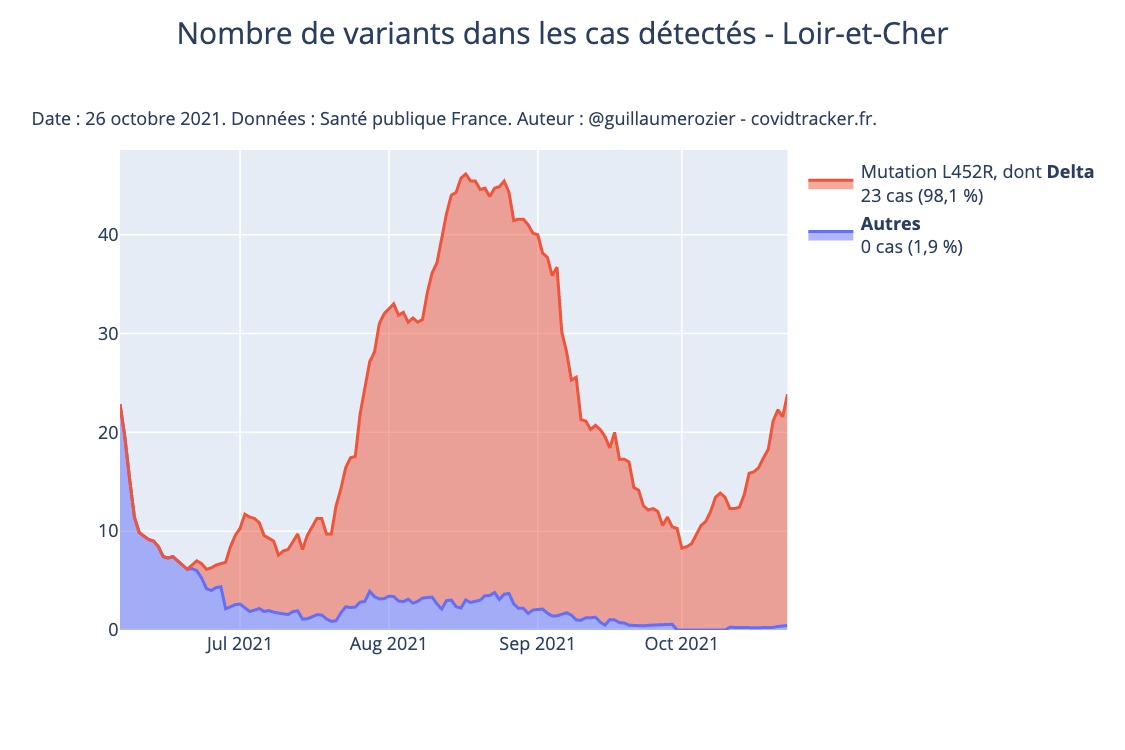 Nombre de variants dans les cas détectés - Loir-et-Cher
Date : 26 octobre 2021. Données : Santé publique France. Auteur : @guillaumerozier - covidtracker.fr.
Mutation L452R, dont Delta
23 cas (98,1 %)
Autres
0 cas (1,9 %)
40
30
20
10
0
Jul 2021 Aug 2021 Sep 2021 Oct 2021